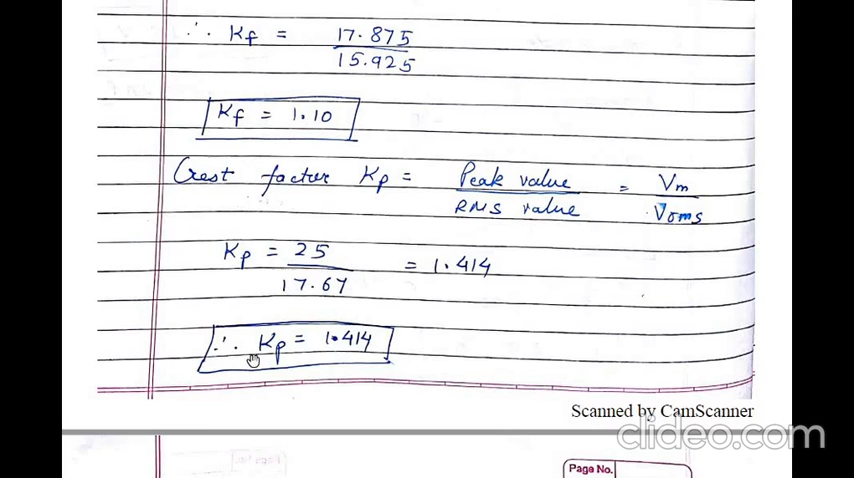 ∴ Kf = 17.875 / 15.925
Kf = 1.10
Crest factor Kp = Peak value / RMS value = Vm / Vrms
Kp = 25 / 17.67 = 1.414
∴ Kp = 1.414
Scanned by CamScanner
clideo.com
Page No.